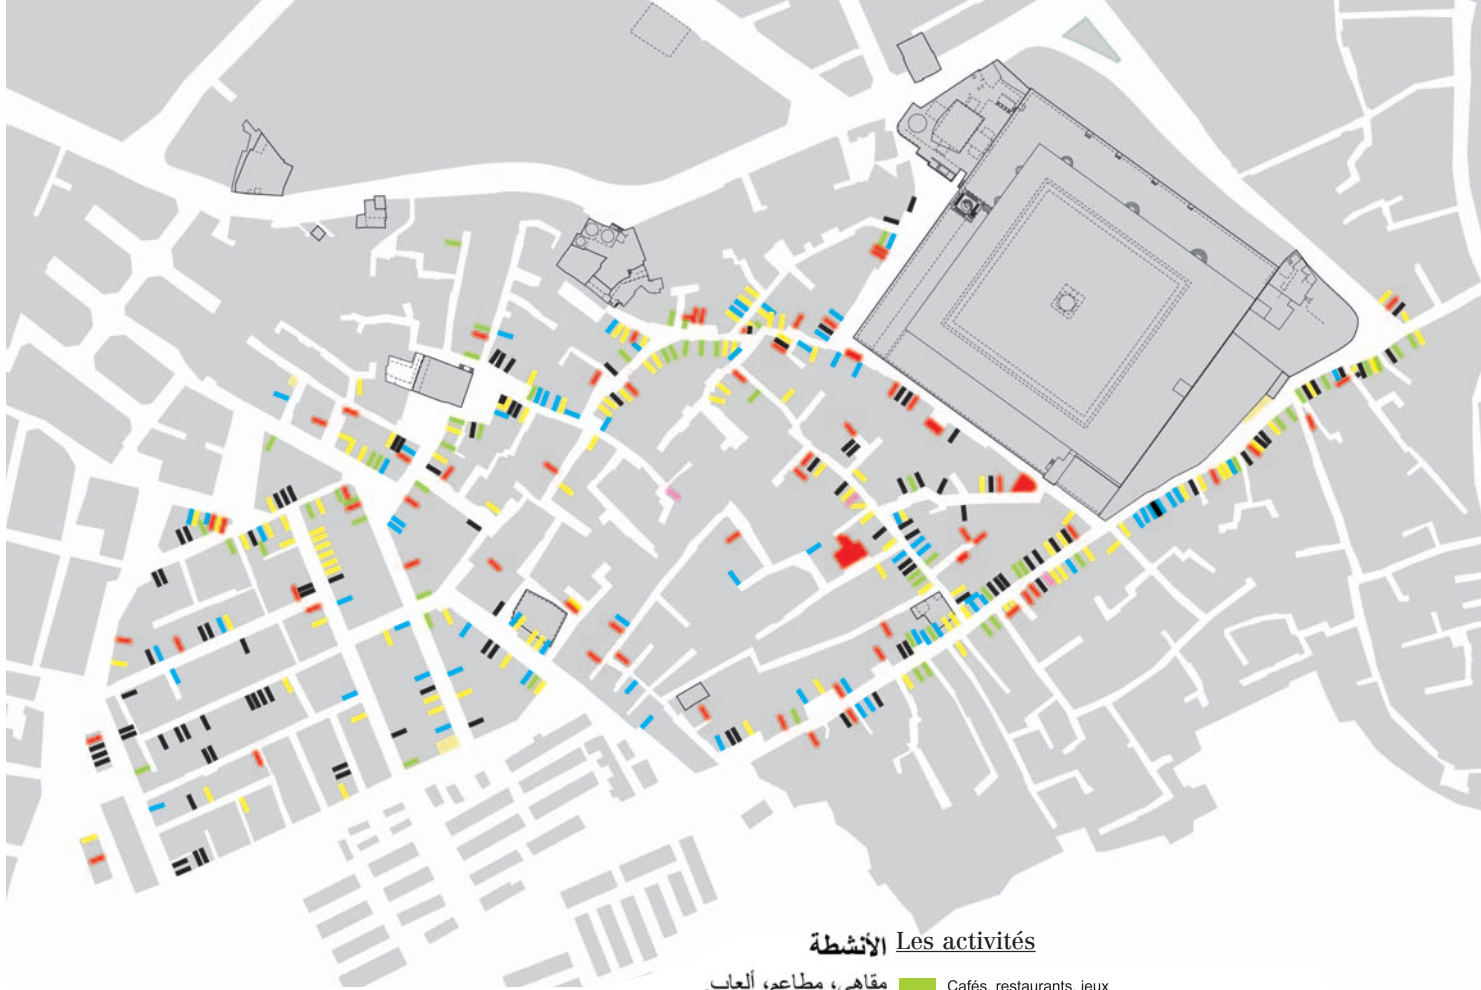 الأنشطة Les activités
مقاهي، مطاعم، ألعاب Cafés, restaurants, jeux